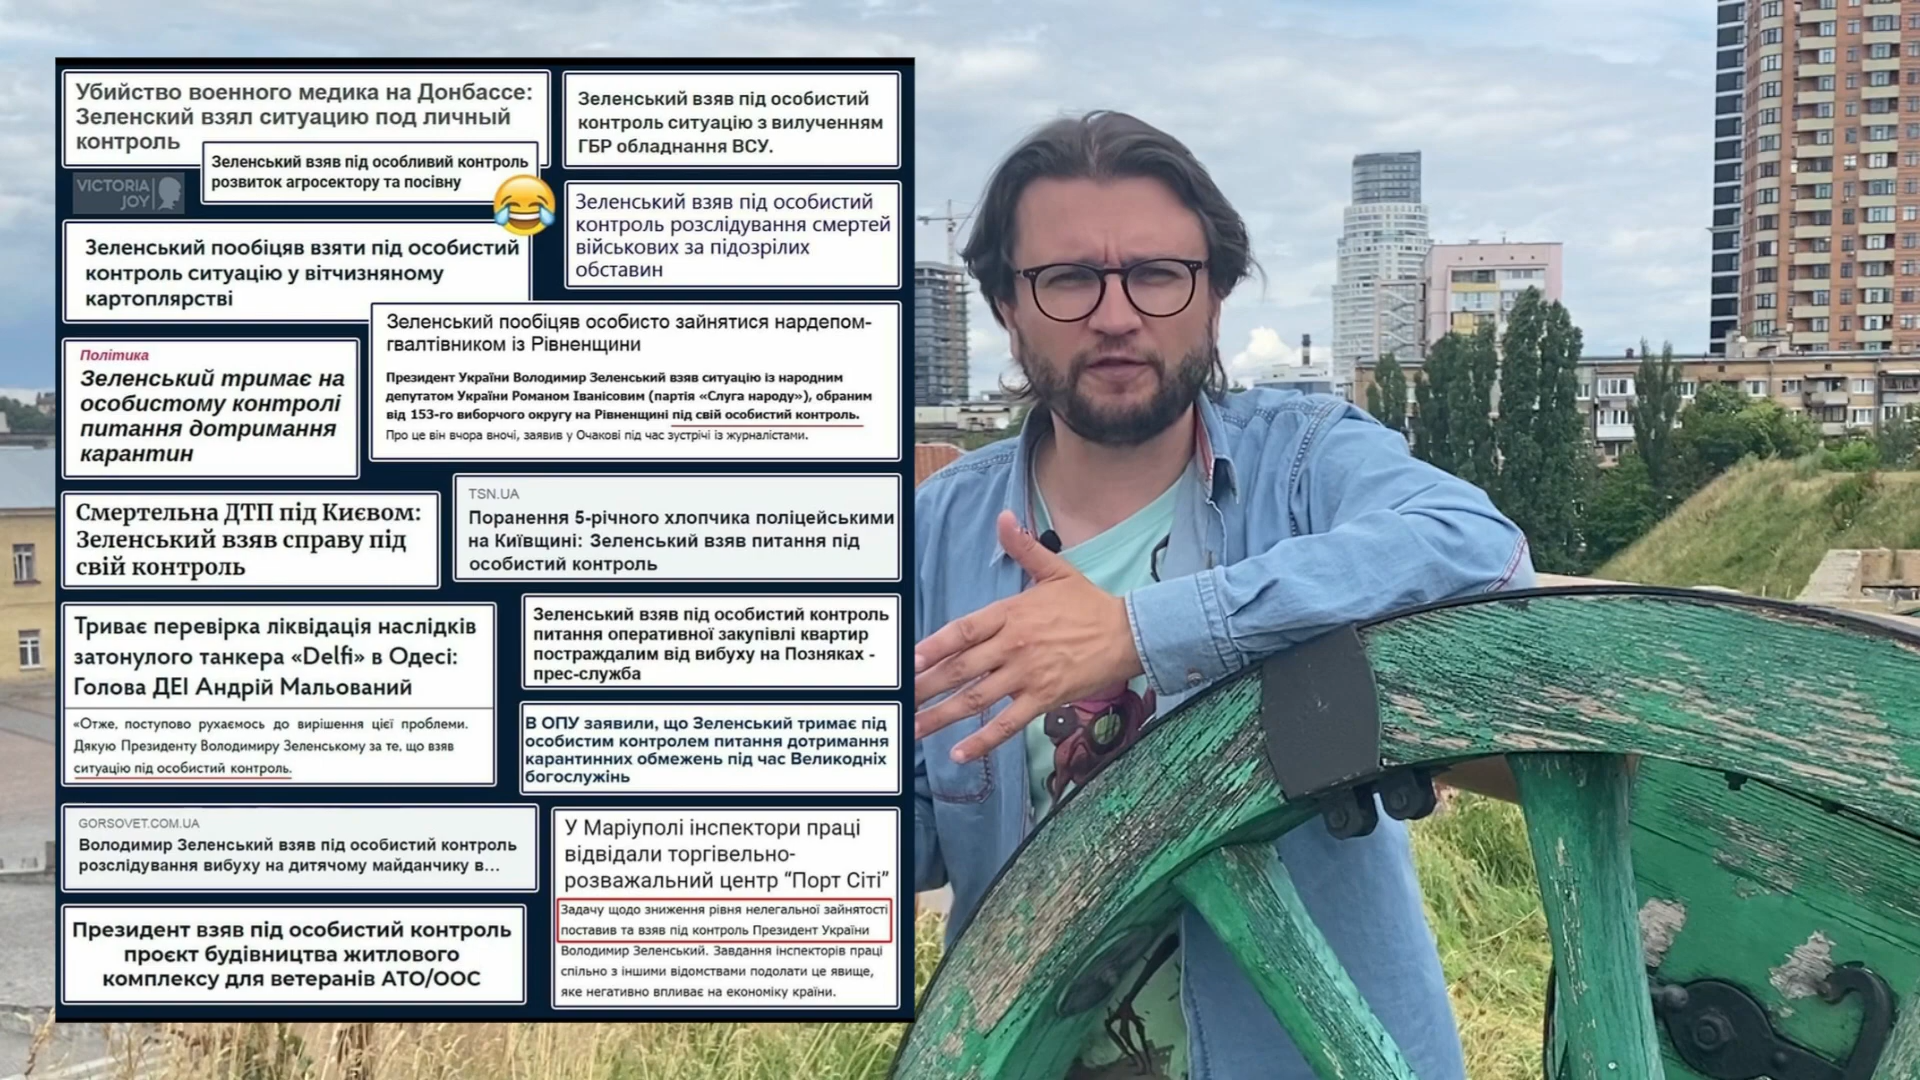 Убийство военного медика на Донбассе:
Зеленский взял ситуацию под личный
контроль
Зеленський взяв під особистий
контроль ситуацію з вилученням
ГБР обладнання ВСУ.
Зеленський взяв під особливий контроль
розвиток агросектору та посівну
VICTORIA
JOY
Зеленський взяв під особистий
контроль розслідування смертей
військових за підозрілих
обставин
Зеленський пообіцяв взяти під особистий
контроль ситуацію у вітчизняному
картоплярстві
Зеленський пообіцяв особисто зайнятися нардепом-
гвалтівником із Рівненщини
Президент України Володимир Зеленський взяв ситуацію із народним
депутатом України Романом Іванісовим (партія «Слуга народу»), обраним
від 153-го виборчого округу на Рівненщині під свій особистий контроль.
Про це він вчора вночі, заявив у Очакові під час зустрічі із журналістами.
Політика
Зеленський тримає на
особистому контролі
питання дотримання
карантин
Смертельна ДТП під Києвом:
Зеленський взяв справу під
свій контроль
TSN.UA
Поранення 5-річного хлопчика поліцейськими
на Київщині: Зеленський взяв питання під
особистий контроль
Триває перевірка ліквідація наслідків
затонулого танкера «Delfi» в Одесі:
Голова ДЕІ Андрій Мальований
«Отже, поступово рухаємось до вирішення цієї проблеми.
Дякую Президенту Володимиру Зеленському за те, що взяв
ситуацію під особистий контроль.
Зеленський взяв під особистий контроль
питання оперативної закупівлі квартир
постраждалим від вибуху на Позняках -
прес-служба
В ОПУ заявили, що Зеленський тримає під
особистим контролем питання дотримання
карантинних обмежень під час Великодніх
богослужінь
GORSOVET.COM.UA
Володимир Зеленський взяв під особистий контроль
розслідування вибуху на дитячому майданчику в...
У Маріуполі інспектори праці
відвідали торгівельно-
розважальний центр “Порт Сіті”
Задачу щодо зниження рівня нелегальної зайнятості
поставив та взяв під контроль Президент України
Володимир Зеленський. Завдання інспекторів праці
спільно з іншими відомствами подолати це явище,
яке негативно впливає на економіку країни.
Президент взяв під особистий контроль
проєкт будівництва житлового
комплексу для ветеранів АТО/ООС